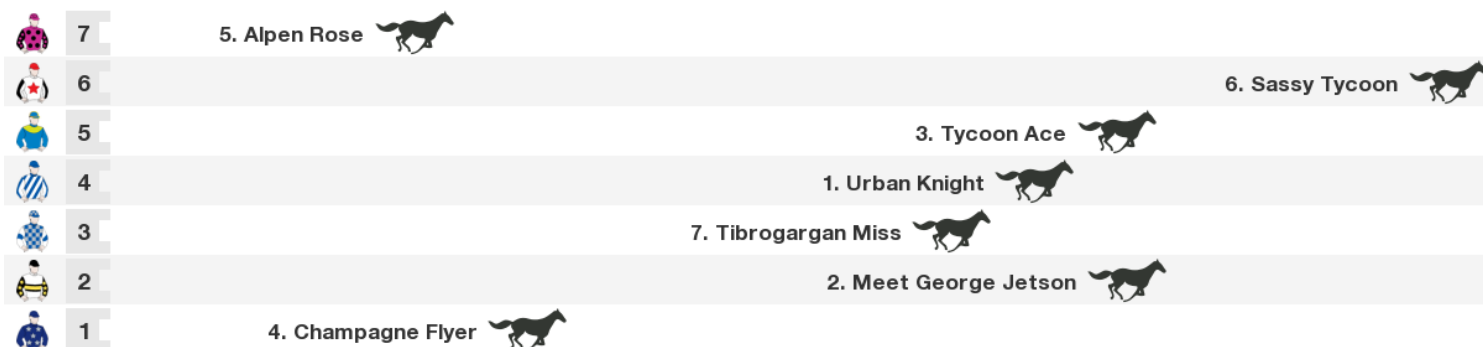 7 5. Alpen Rose
6 6. Sassy Tycoon
5 3. Tycoon Ace
4 1. Urban Knight
3 7. Tibrogargan Miss
2 2. Meet George Jetson
1 4. Champagne Flyer